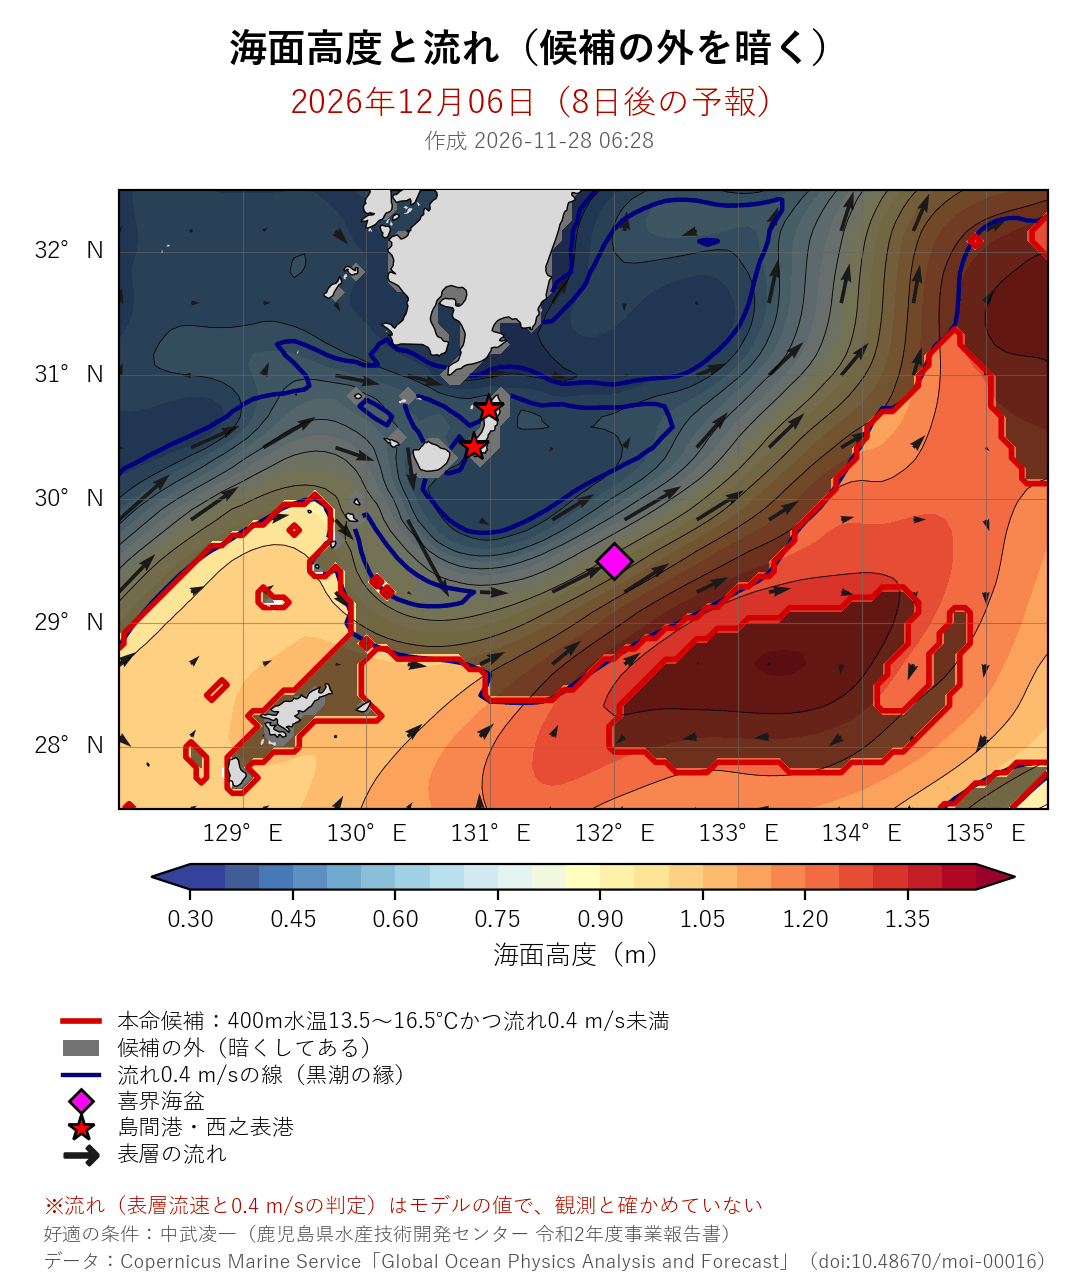 海面高度と流れ（候補の外を暗く）
2026年12月06日（8日後の予報）
作成 2026-11-28 06:28
32° N
31° N
30° N
29° N
28° N
129° E 130° E 131° E 132° E 133° E 134° E 135° E
0.30 0.45 0.60 0.75 0.90 1.05 1.20 1.35
海面高度（m）
本命候補：400m水温13.5～16.5℃かつ流れ0.4 m/s未満
候補の外（暗くしてある）
流れ0.4 m/sの線（黒潮の縁）
喜界海盆
島間港・西之表港
表層の流れ
※流れ（表層流速と0.4 m/sの判定）はモデルの値で、観測と確かめていない
好適の条件：中武凌一（鹿児島県水産技術開発センター 令和2年度事業報告書）
データ：Copernicus Marine Service「Global Ocean Physics Analysis and Forecast」（doi:10.48670/moi-00016）